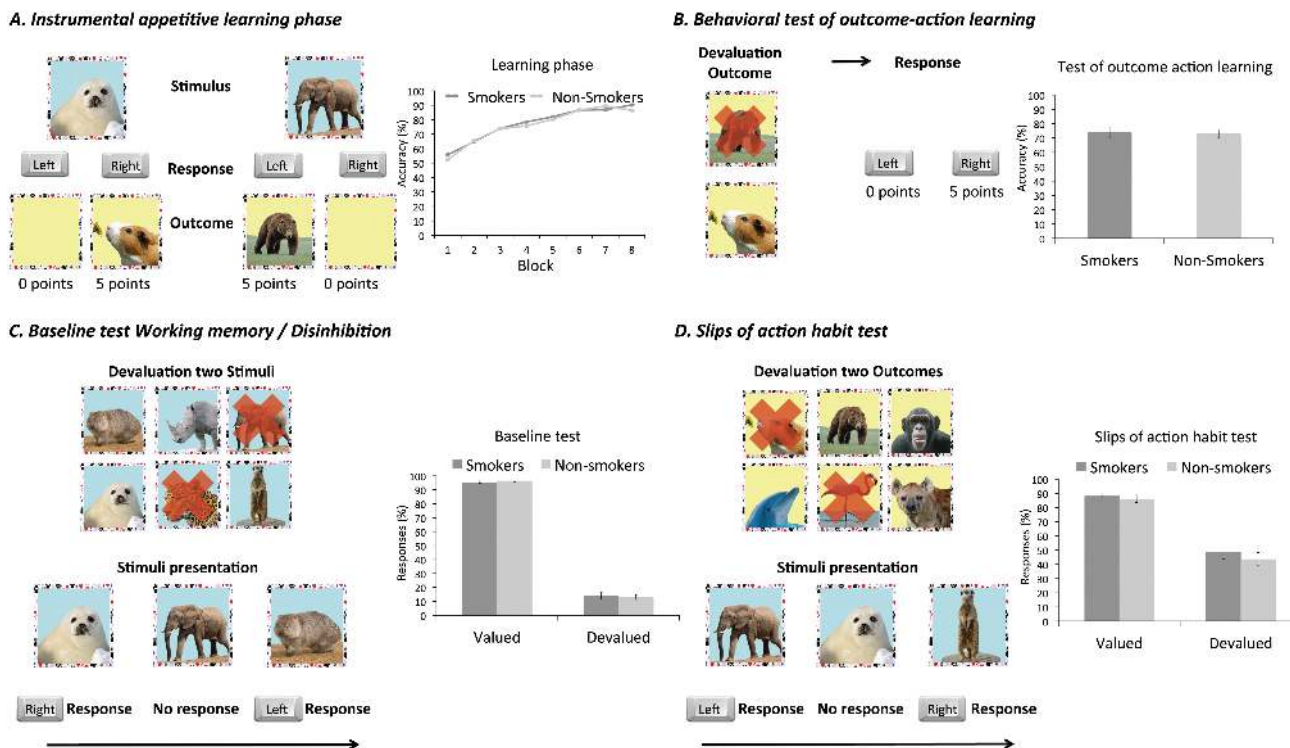 A. Instrumental appetitive learning phase
Stimulus
Left Right Response Left Right
Outcome
0 points 5 points 5 points 0 points
Learning phase
Smokers Non-Smokers
Accuracy (%)
100
90
80
70
60
50
40
30
20
10
0
1 2 3 4 5 6 7 8
Block
B. Behavioral test of outcome-action learning
Devaluation
Outcome
Response
Left Right
0 points 5 points
Test of outcome action learning
Accuracy (%)
100
90
80
70
60
50
40
30
20
10
0
Smokers Non-Smokers
C. Baseline test Working memory / Disinhibition
Devaluation two Stimuli
Stimuli presentation
Right Response No response Left Response
Baseline test
Smokers Non-smokers
Responses (%)
100
90
80
70
60
50
40
30
20
10
0
Valued Devalued
D. Slips of action habit test
Devaluation two Outcomes
Stimuli presentation
Left Response No response Right Response
Slips of action habit test
Smokers Non-smokers
Responses (%)
100
90
80
70
60
50
40
30
20
10
0
Valued Devalued